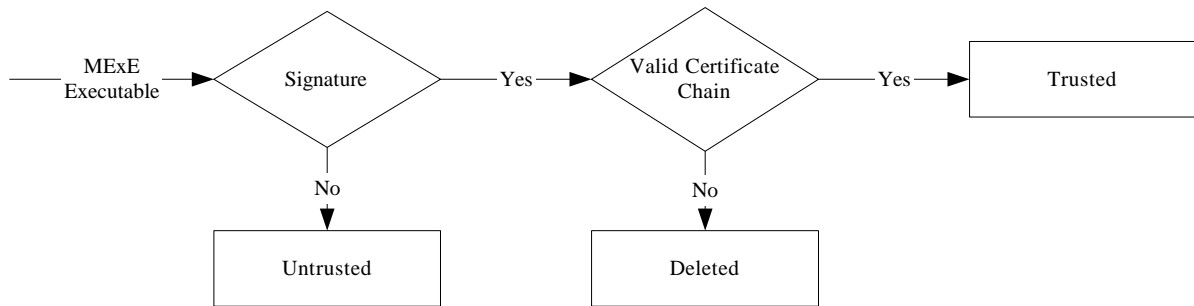 MExE
Executable
Signature
Yes
Valid Certificate
Chain
Yes
Trusted
No
No
Untrusted
Deleted